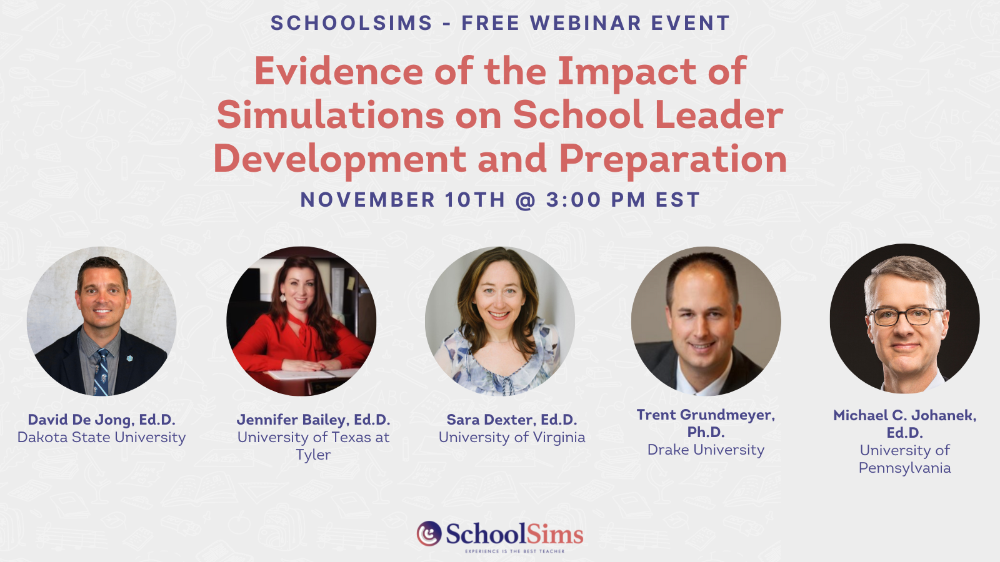 SCHOOLSIMS - FREE WEBINAR EVENT
Evidence of the Impact of
Simulations on School Leader
Development and Preparation
NOVEMBER 10TH @ 3:00 PM EST
David De Jong, Ed.D.
Dakota State University
Jennifer Bailey, Ed.D.
University of Texas at
Tyler
Sara Dexter, Ed.D.
University of Virginia
Trent Grundmeyer,
Ph.D.
Drake University
Michael C. Johanek,
Ed.D.
University of
Pennsylvania
SchoolSims
EXPERIENCE IS THE BEST TEACHER